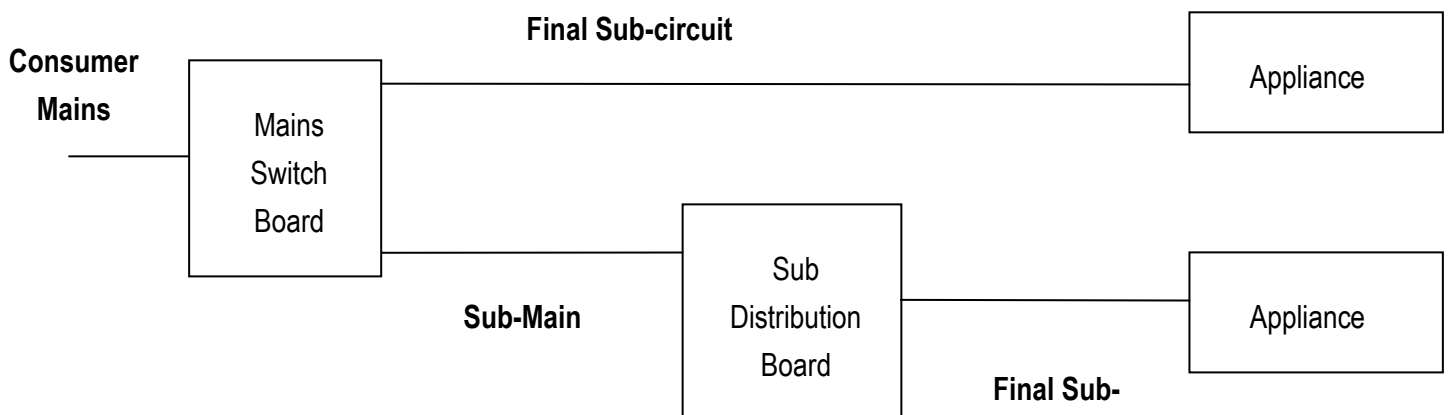 Final Sub-circuit
Consumer
Mains
Appliance
Mains
Switch
Board
Sub
Distribution
Board
Sub-Main
Appliance
Final Sub-